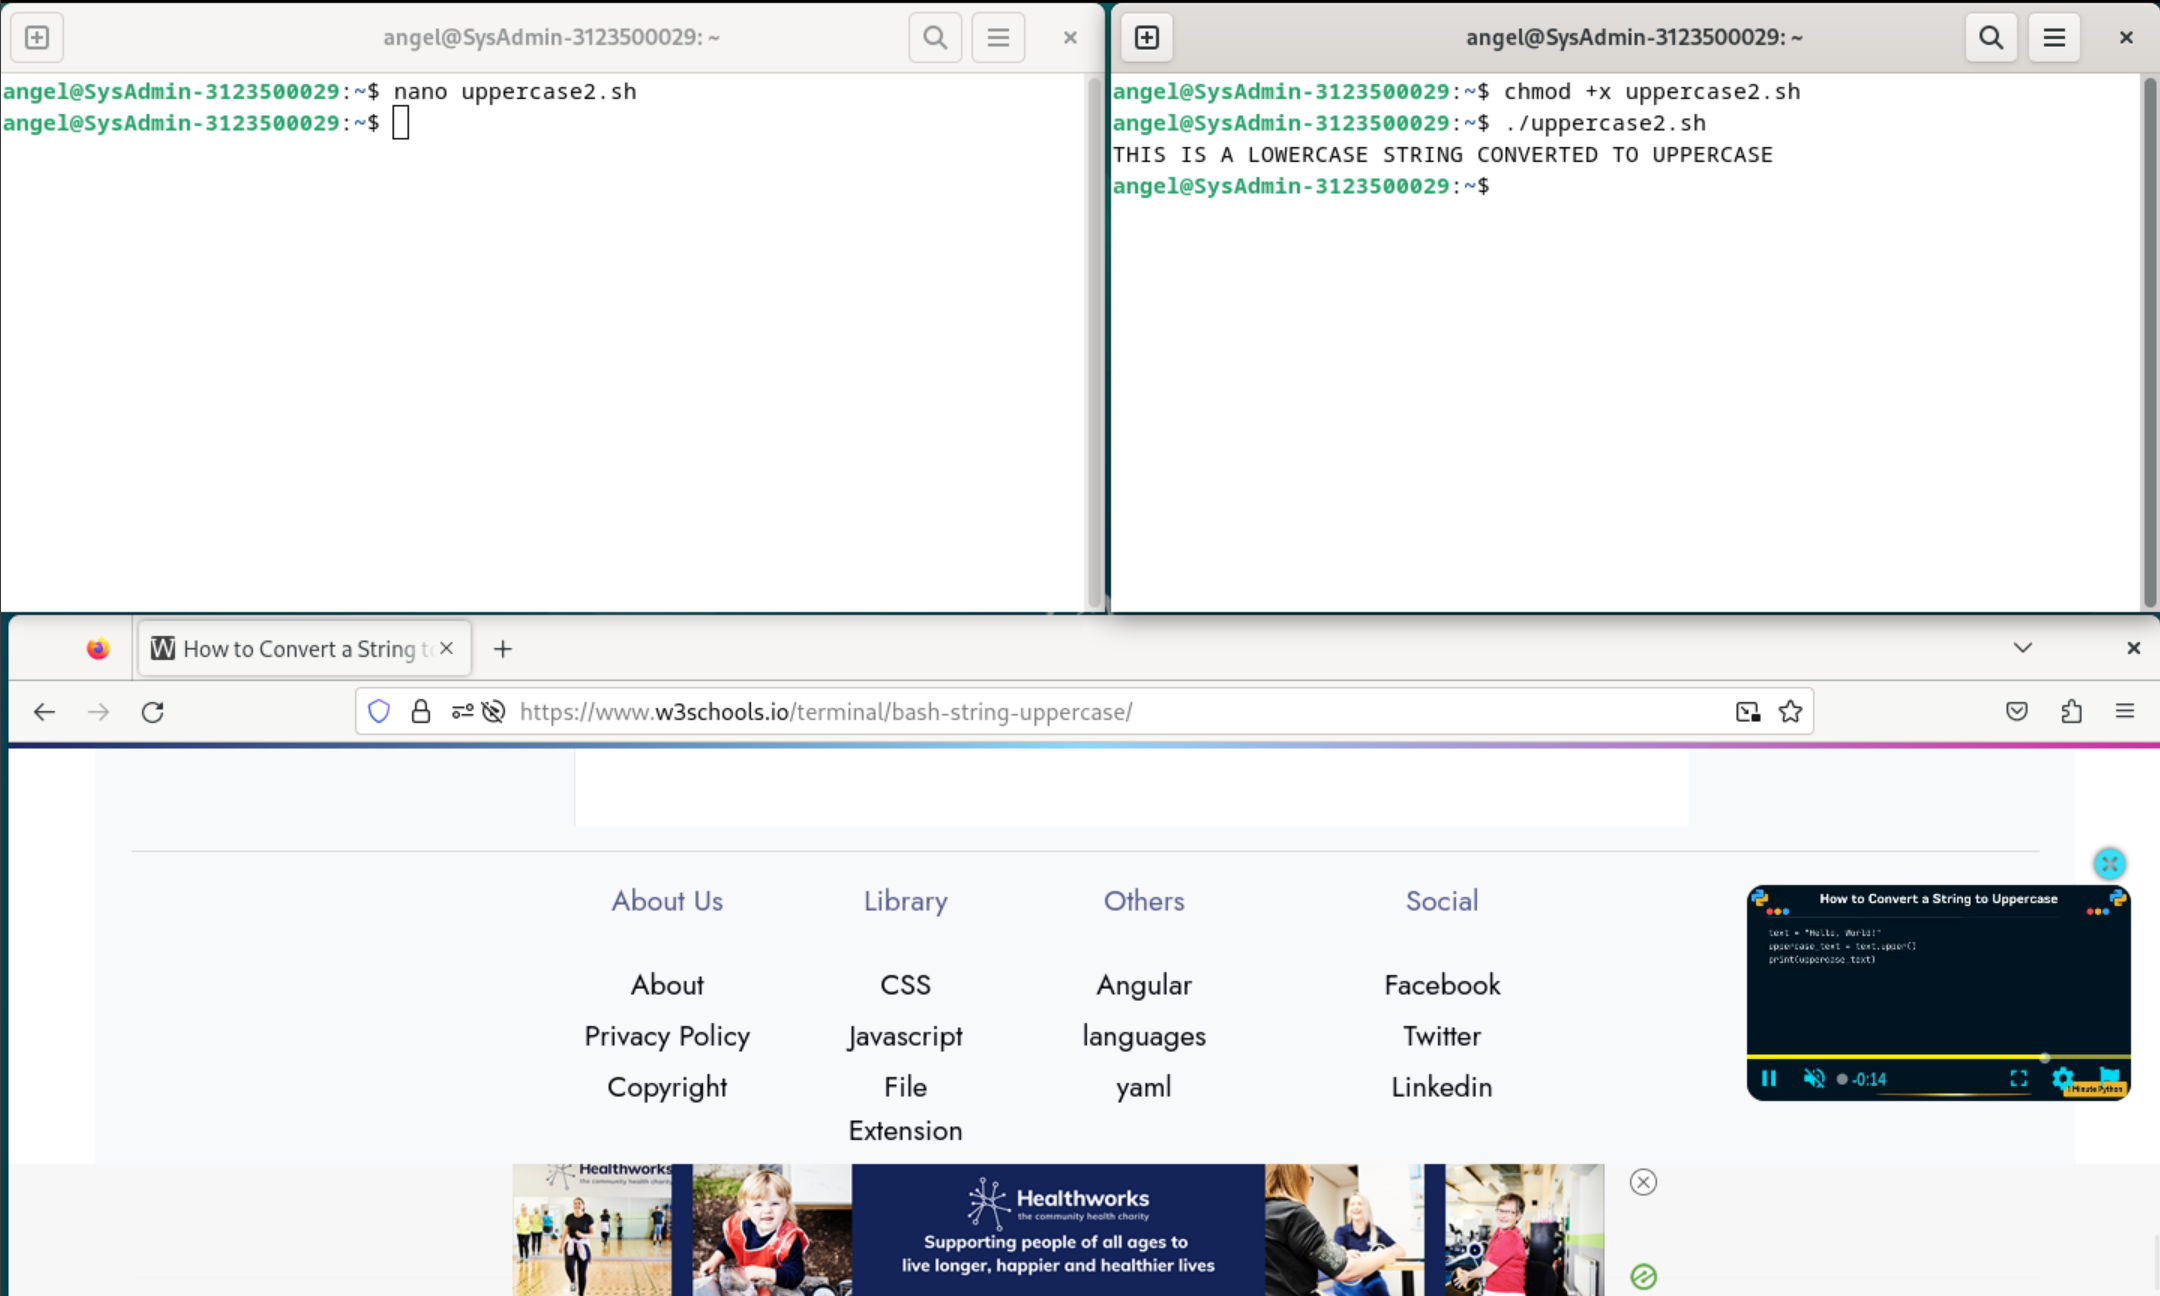 angel@SysAdmin-3123500029: ~
angel@SysAdmin-3123500029:~$ nano uppercase2.sh
angel@SysAdmin-3123500029:~$
angel@SysAdmin-3123500029: ~
angel@SysAdmin-3123500029:~$ chmod +x uppercase2.sh
angel@SysAdmin-3123500029:~$ ./uppercase2.sh
THIS IS A LOWERCASE STRING CONVERTED TO UPPERCASE
angel@SysAdmin-3123500029:~$
How to Convert a String t
https://www.w3schools.io/terminal/bash-string-uppercase/
About Us
About
Privacy Policy
Copyright
Library
CSS
Javascript
File
Extension
Others
Angular
languages
yaml
Social
Facebook
Twitter
Linkedin
How to Convert a String to Uppercase
text = "Hello, World!"
uppercase_text = text.upper()
print(uppercase_text)
-0:14
1 Minute Python
Healthworks
the community health charity
Healthworks
the community health charity
Supporting people of all ages to
live longer, happier and healthier lives